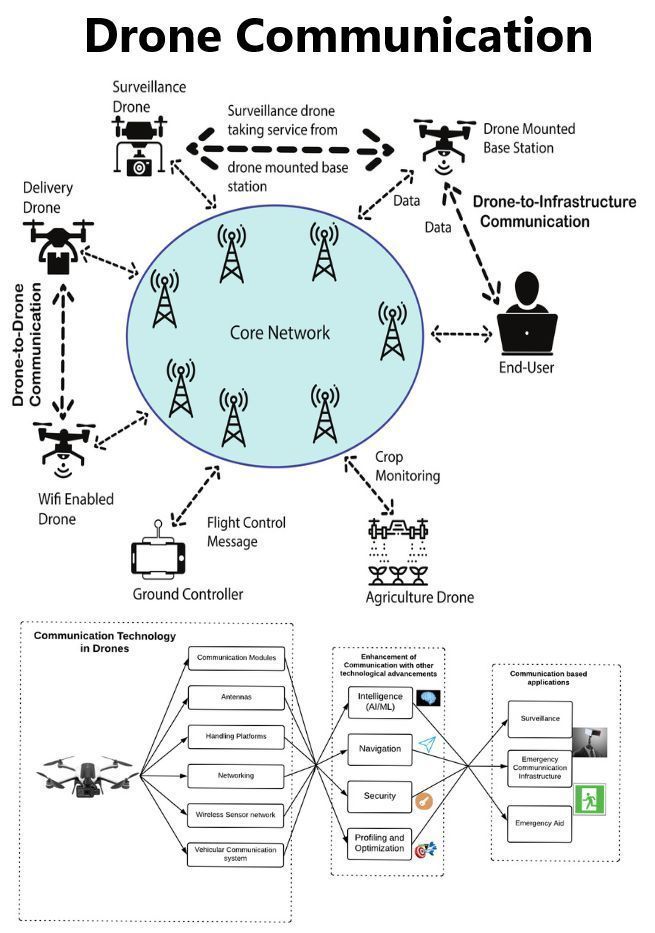 Drone Communication
Surveillance
Drone
Surveillance drone
taking service from
drone mounted base
station
Drone Mounted
Base Station
Data
Data
Drone-to-Infrastructure
Communication
Delivery
Drone
Drone-to-Drone
Communication
Core Network
End-User
Wifi Enabled
Drone
Flight Control
Message
Ground Controller
Crop
Monitoring
Agriculture Drone
Communication Technology
in Drones
Communication Modules
Antennas
Handling Platforms
Networking
Wireless Sensor network
Vehicular Communication
system
Enhancement of
Communication with other
technological advancements
Intelligence
(AI/ML)
Navigation
Security
Profiling and
Optimization
Communication based
applications
Surveillance
Emergency
Communication
Infrastructure
Emergency Aid